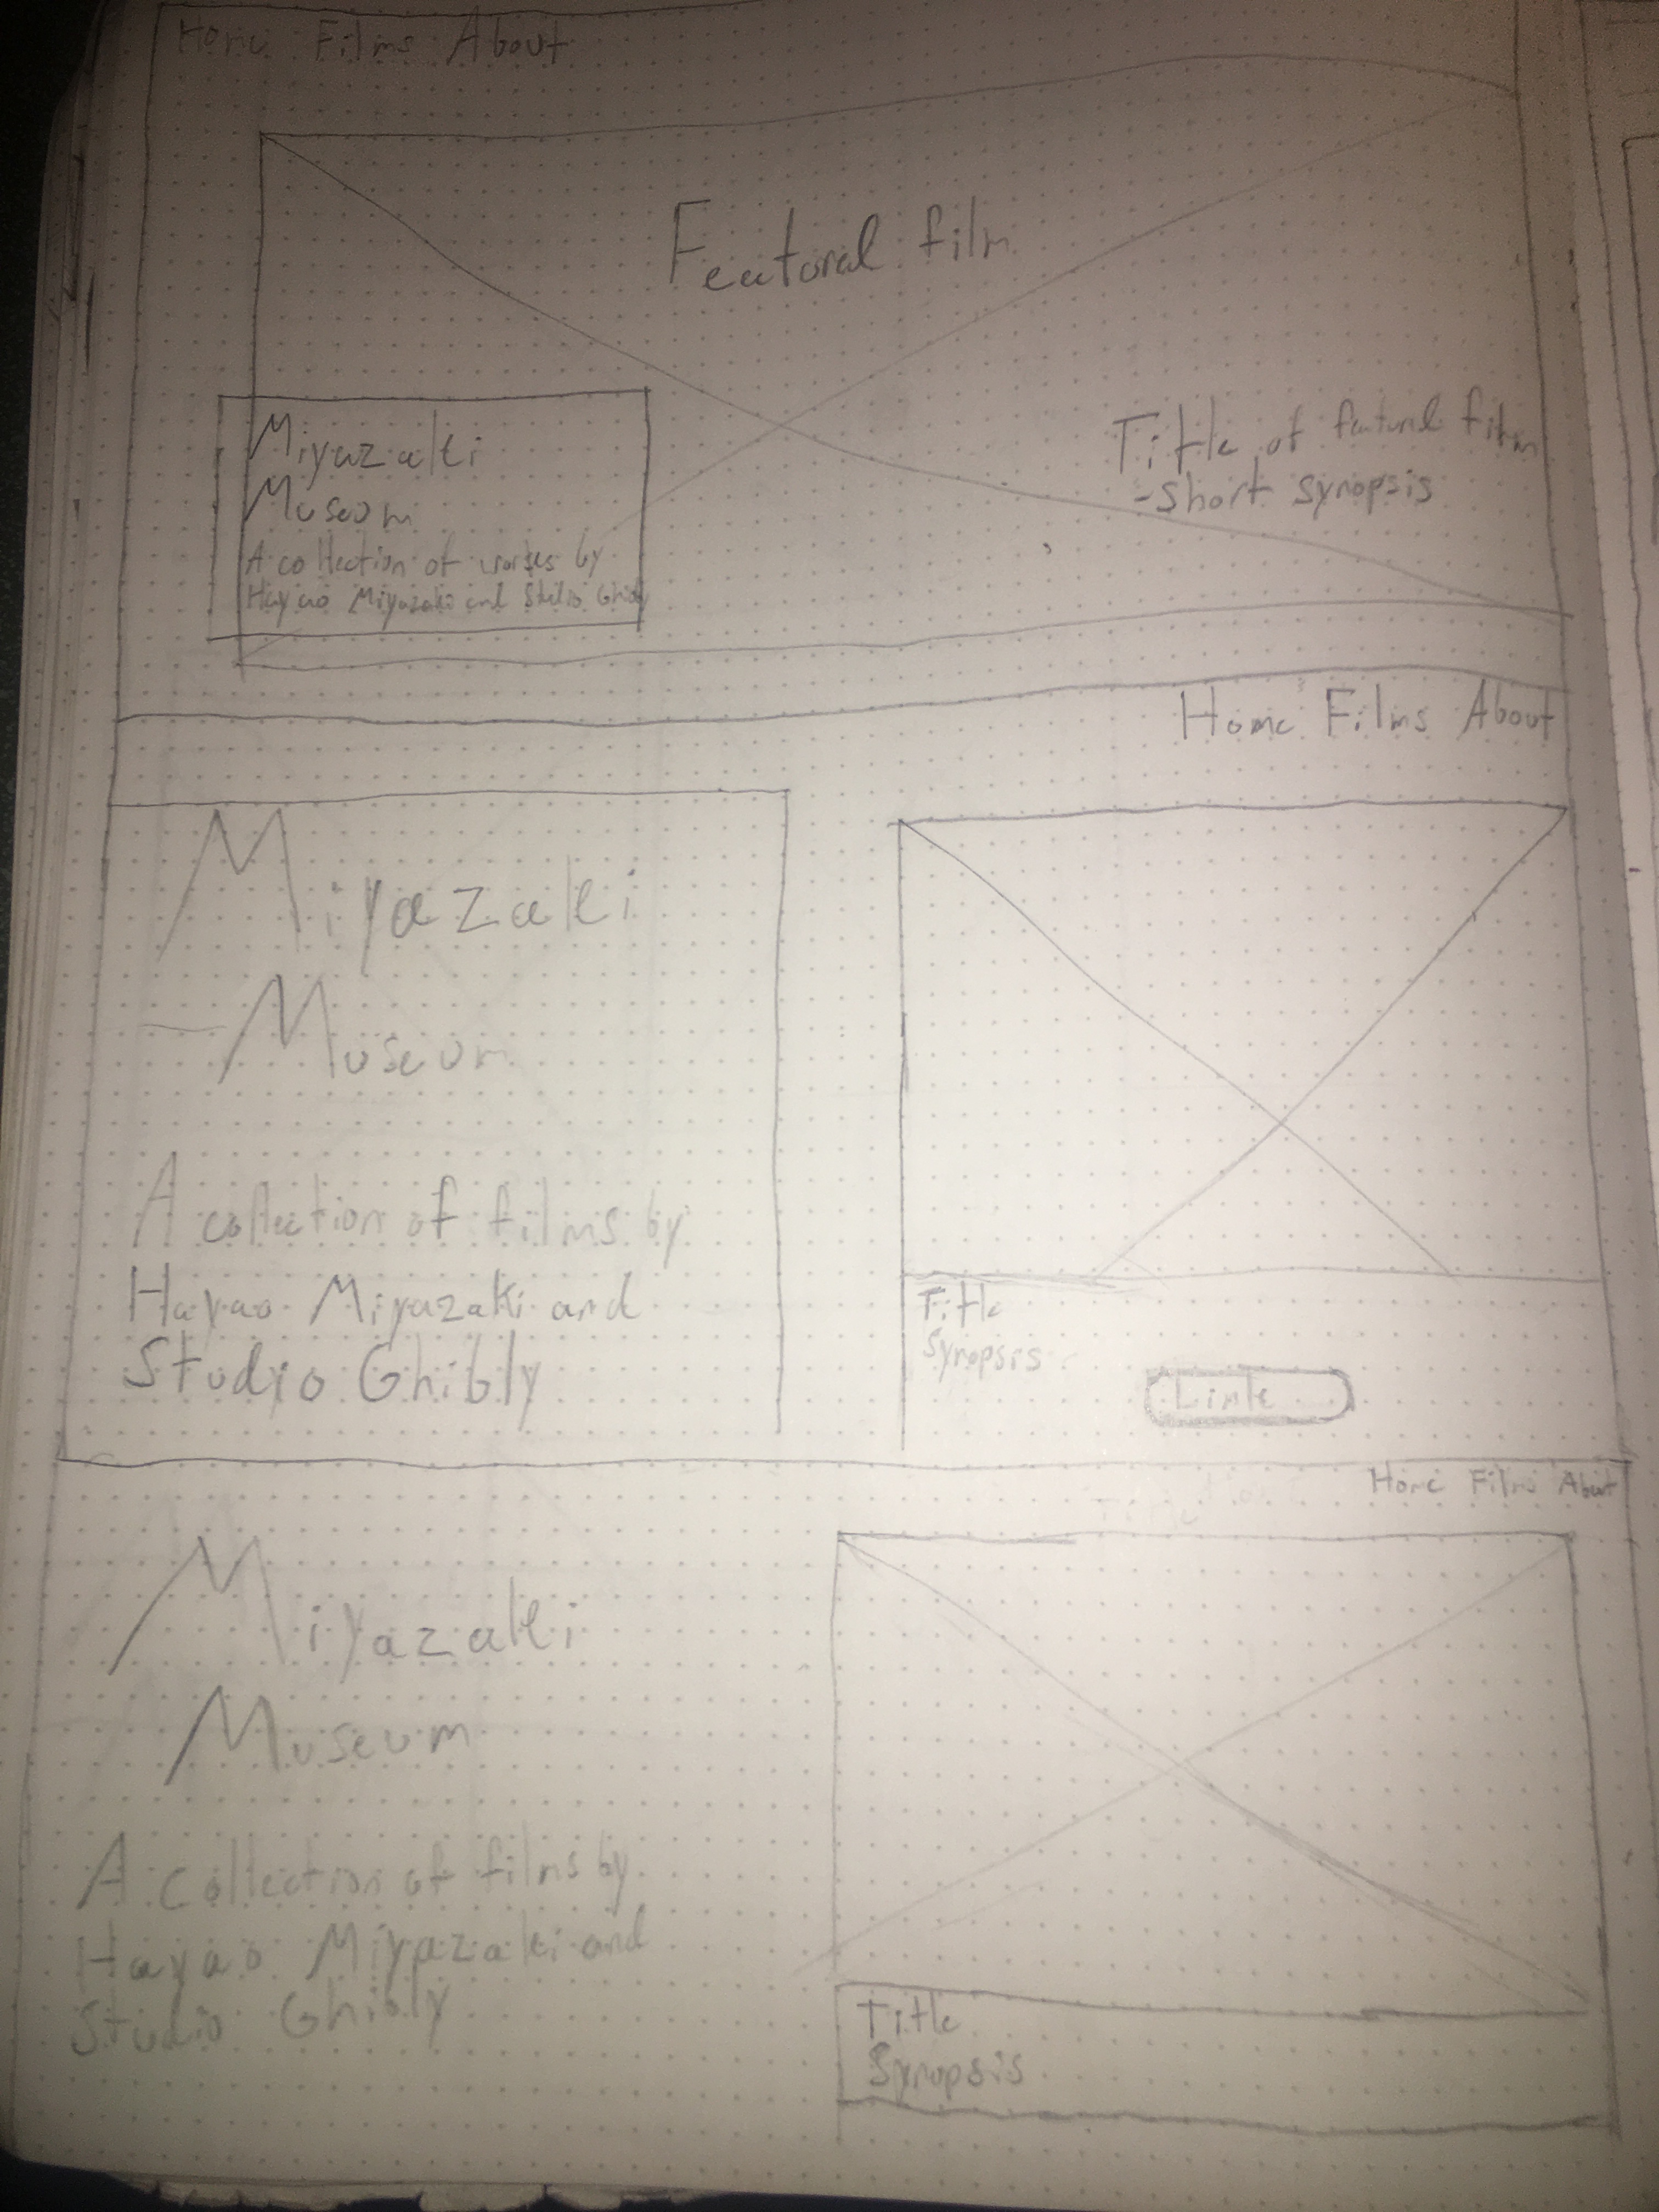 Home Films About
Featured film
Miyazaki
Museum
A collection of works by
Hayao Miyazaki and Studio Ghibly
Title of featured film
-short synopsis
Home Films About
Miyazaki
Museum
A collection of films by
Hayao Miyazaki and
Studio Ghibly
Title
Synopsis
Link
Home Films About
Miyazaki
Museum
A collection of films by
Hayao Miyazaki and
Studio Ghibly
Title
Synopsis